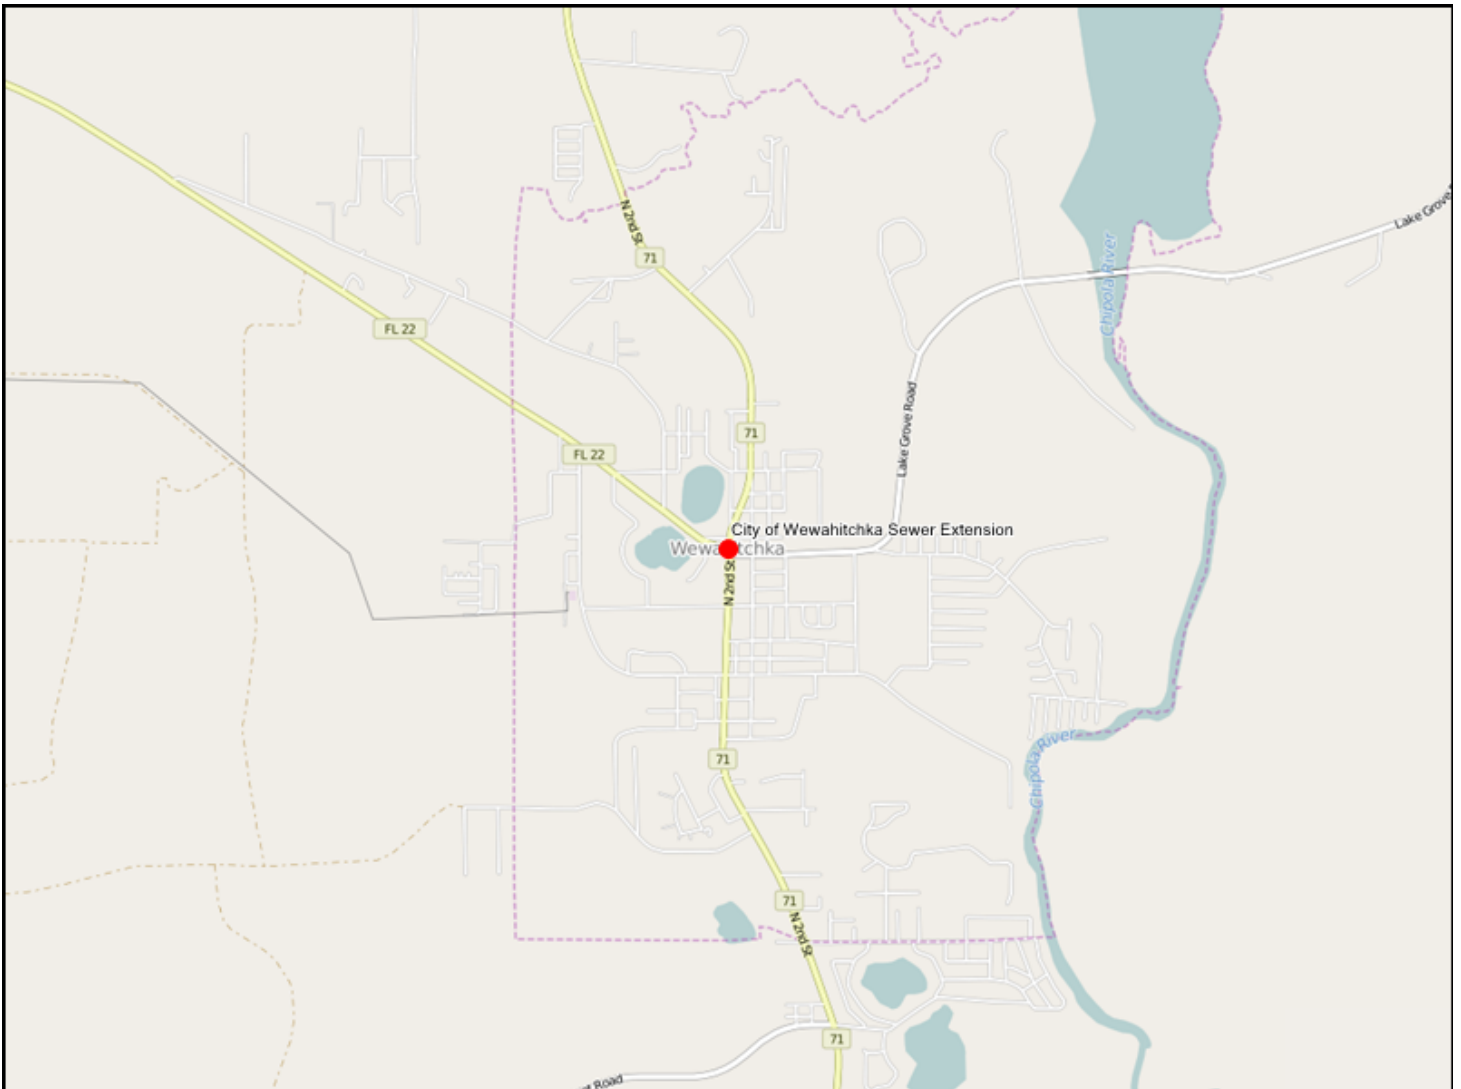 N 2nd St
71
Lake Grove
Chipola River
FL 22
Lake Grove Road
71
FL 22
City of Wewahitchka Sewer Extension
N 2nd St
71
Chipola River
71
N 2nd St
71
Road